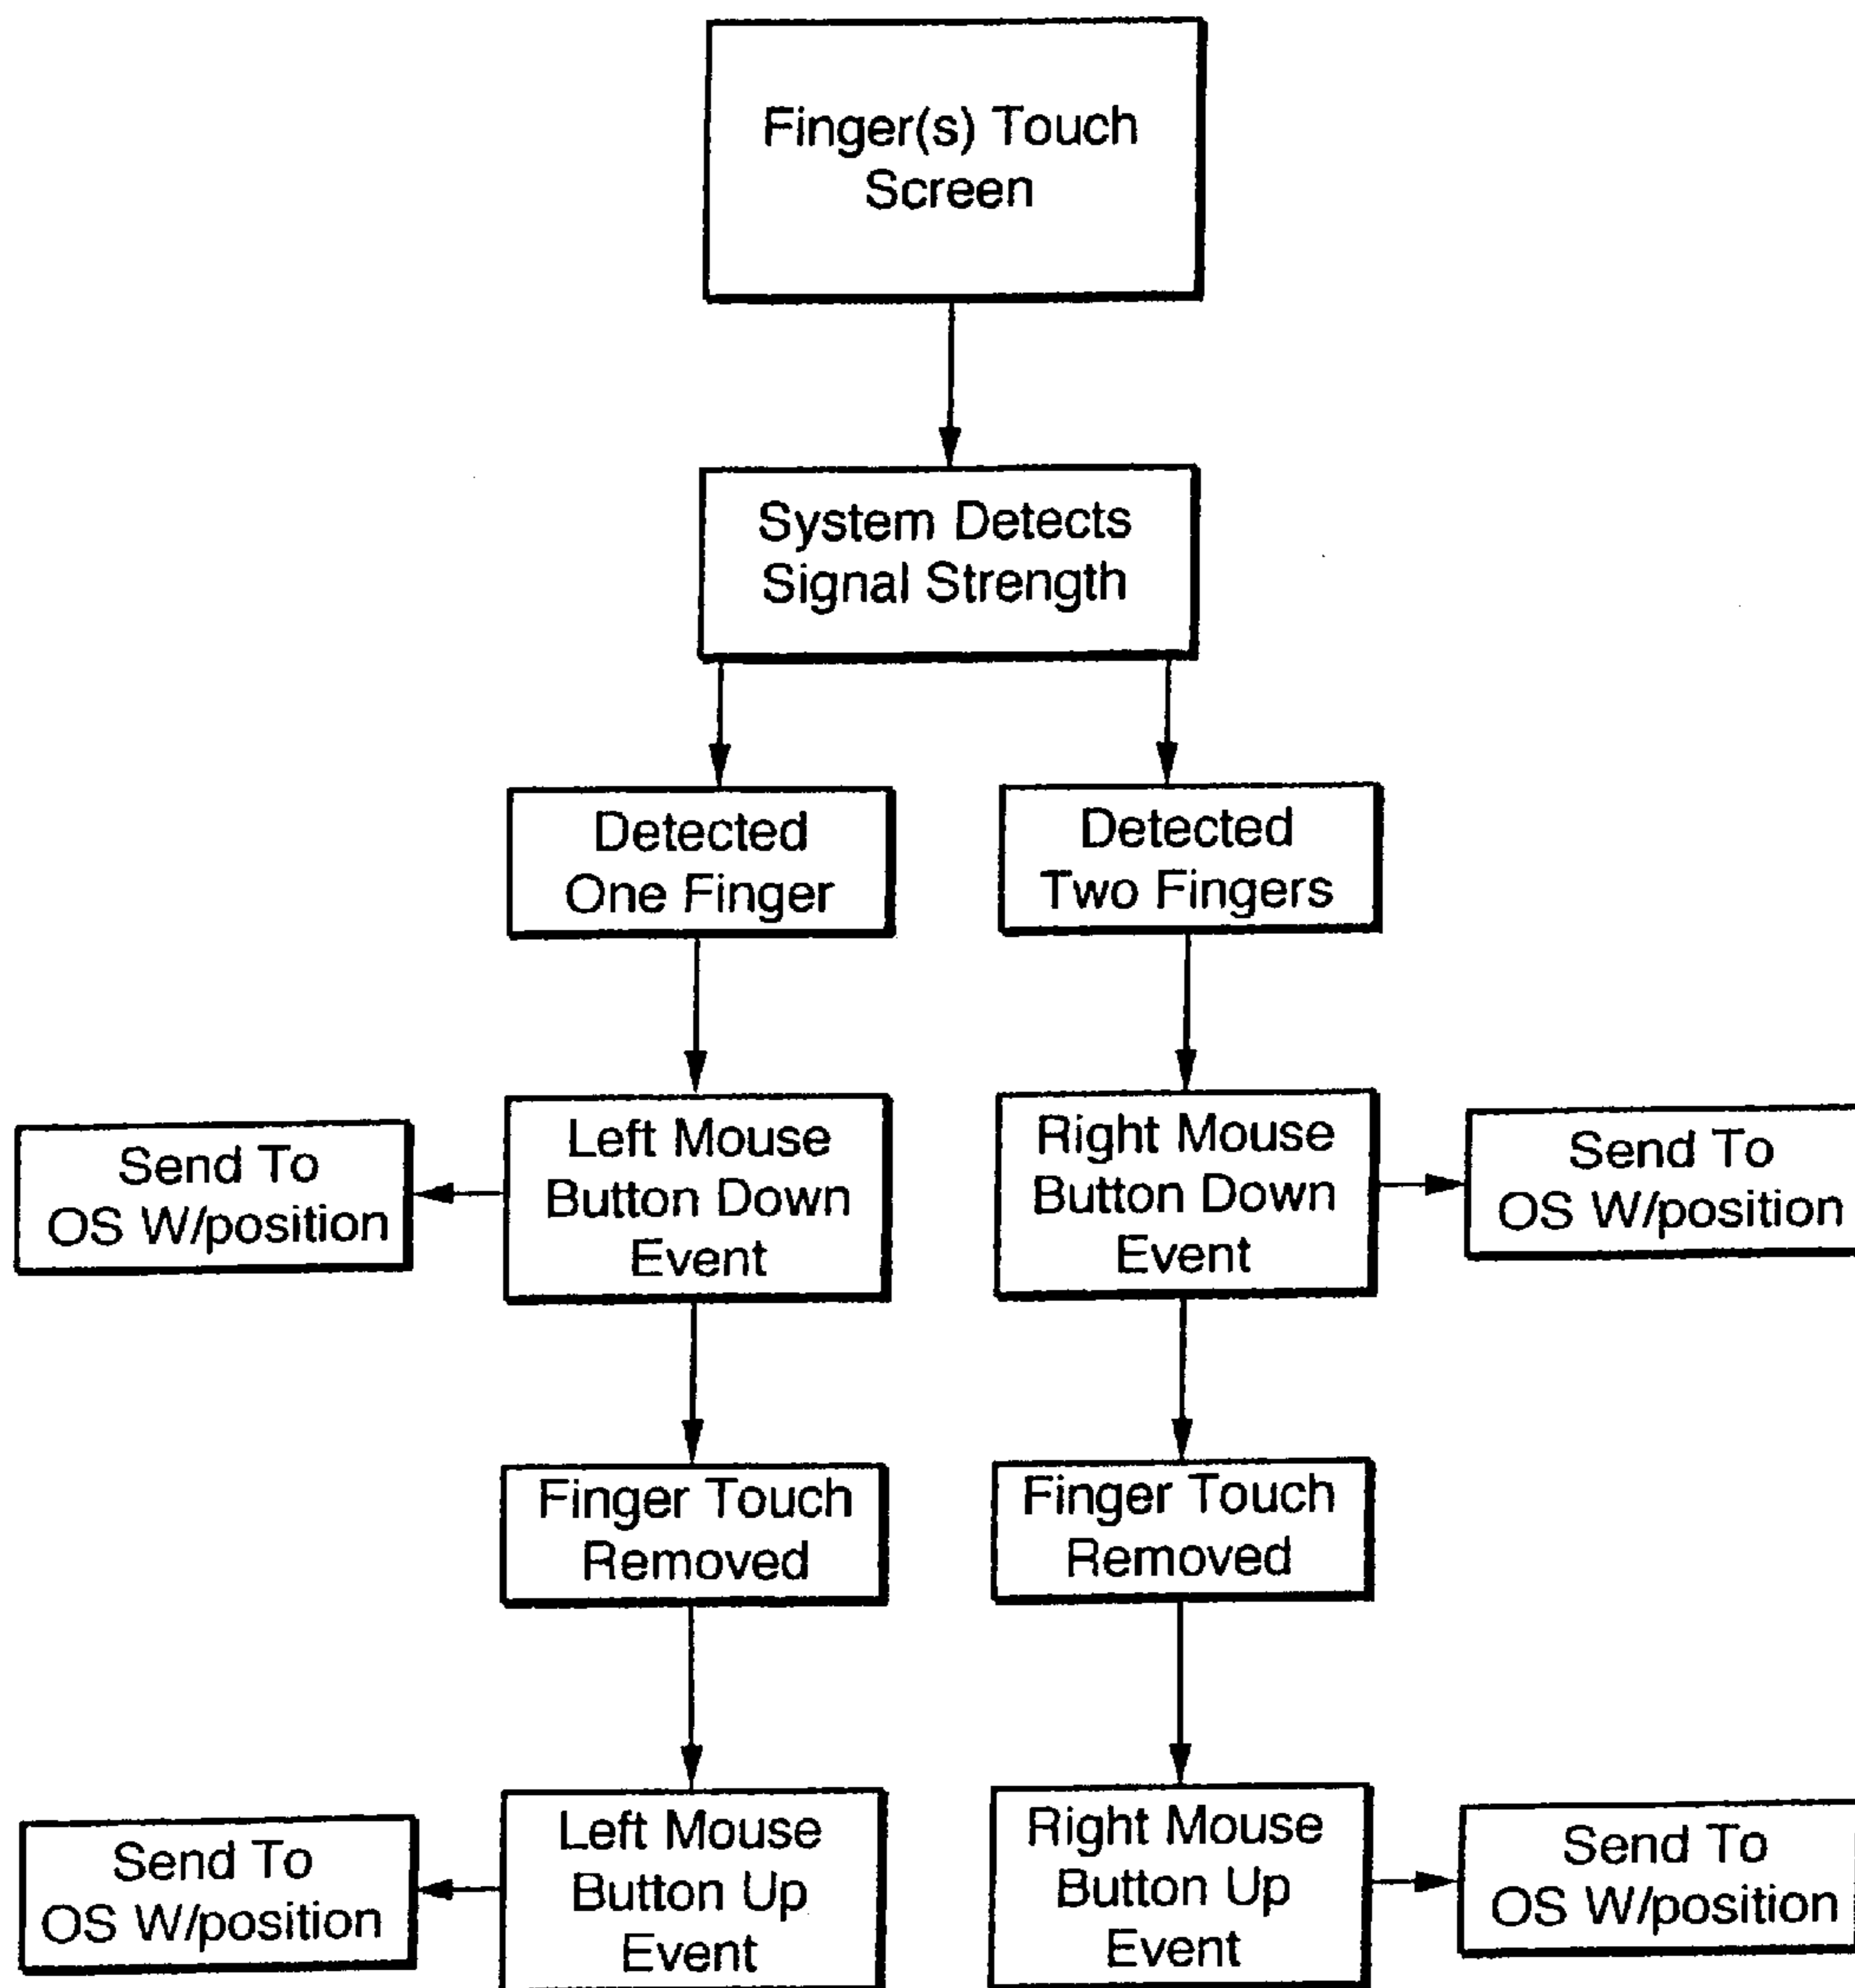 Finger(s) Touch
Screen
System Detects
Signal Strength
Detected
One Finger
Detected
Two Fingers
Send To
OS W/position
Left Mouse
Button Down
Event
Right Mouse
Button Down
Event
Send To
OS W/position
Finger Touch
Removed
Finger Touch
Removed
Send To
OS W/position
Left Mouse
Button Up
Event
Right Mouse
Button Up
Event
Send To
OS W/position